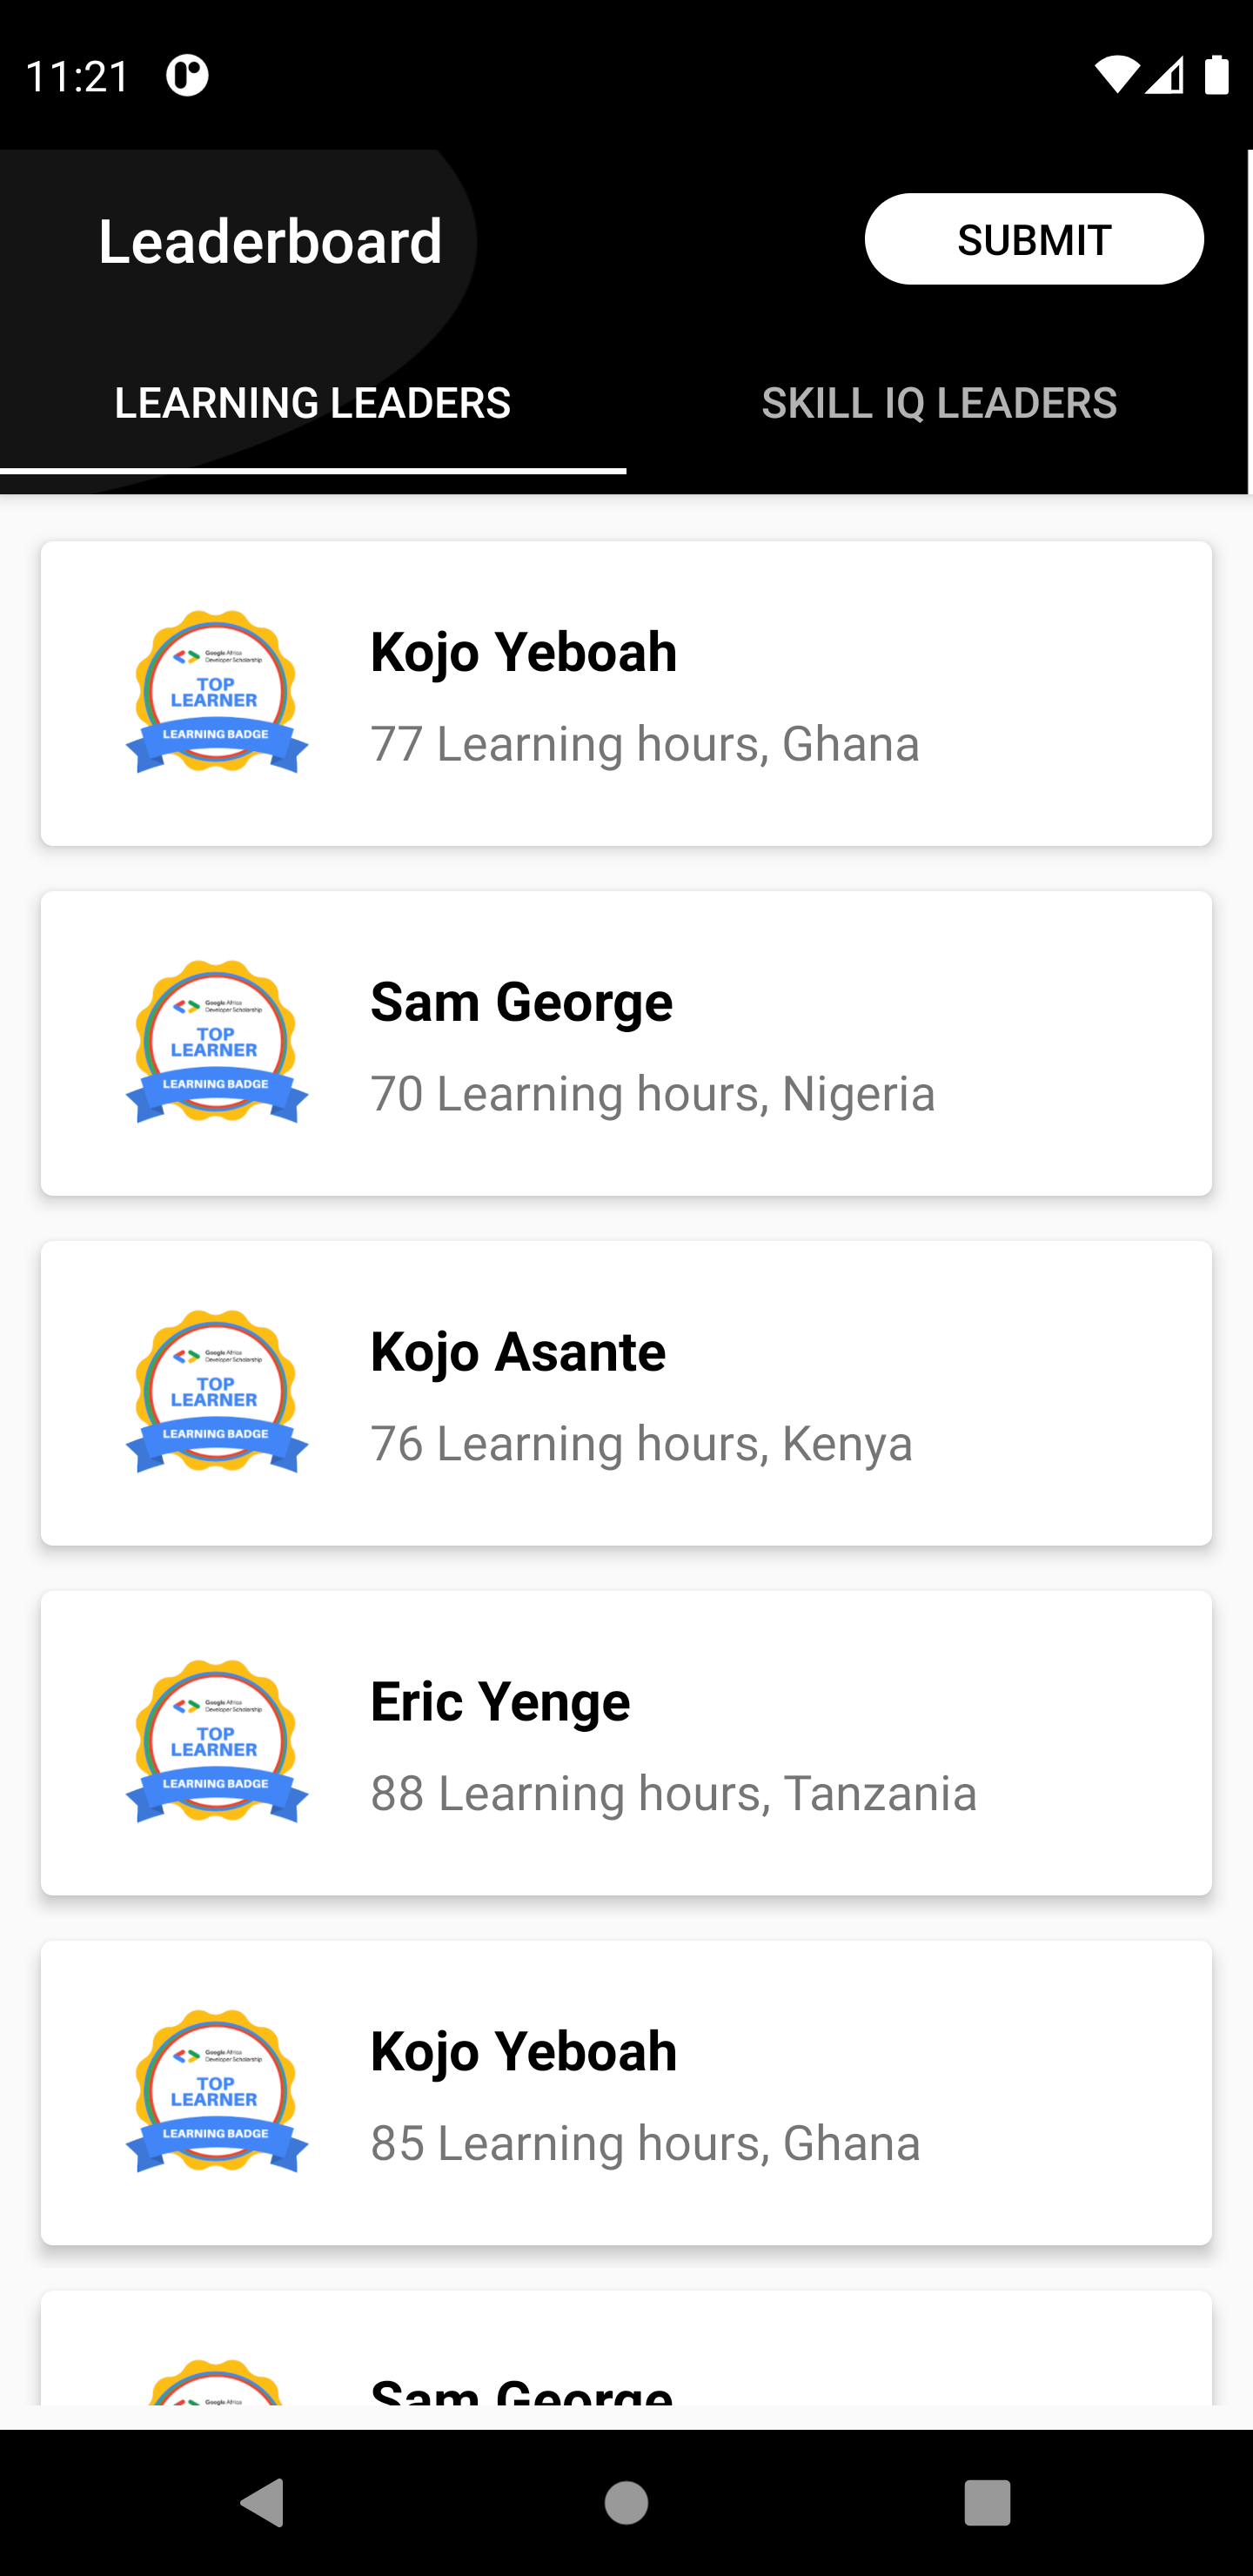 11:21
Leaderboard
SUBMIT
LEARNING LEADERS
SKILL IQ LEADERS
Google Africa
Developer Scholarship
TOP
LEARNER
LEARNING BADGE
Kojo Yeboah
77 Learning hours, Ghana
Google Africa
Developer Scholarship
TOP
LEARNER
LEARNING BADGE
Sam George
70 Learning hours, Nigeria
Google Africa
Developer Scholarship
TOP
LEARNER
LEARNING BADGE
Kojo Asante
76 Learning hours, Kenya
Google Africa
Developer Scholarship
TOP
LEARNER
LEARNING BADGE
Eric Yenge
88 Learning hours, Tanzania
Google Africa
Developer Scholarship
TOP
LEARNER
LEARNING BADGE
Kojo Yeboah
85 Learning hours, Ghana
Google Africa
Sam George